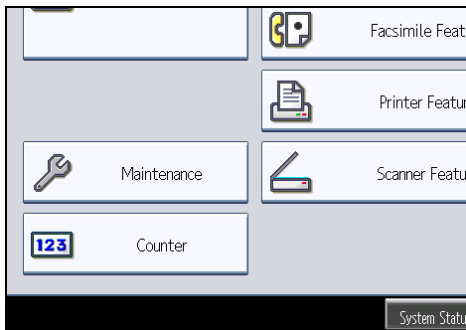 Facsimile Feat
Printer Featur
Maintenance
Scanner Featu
123
Counter
System Statu